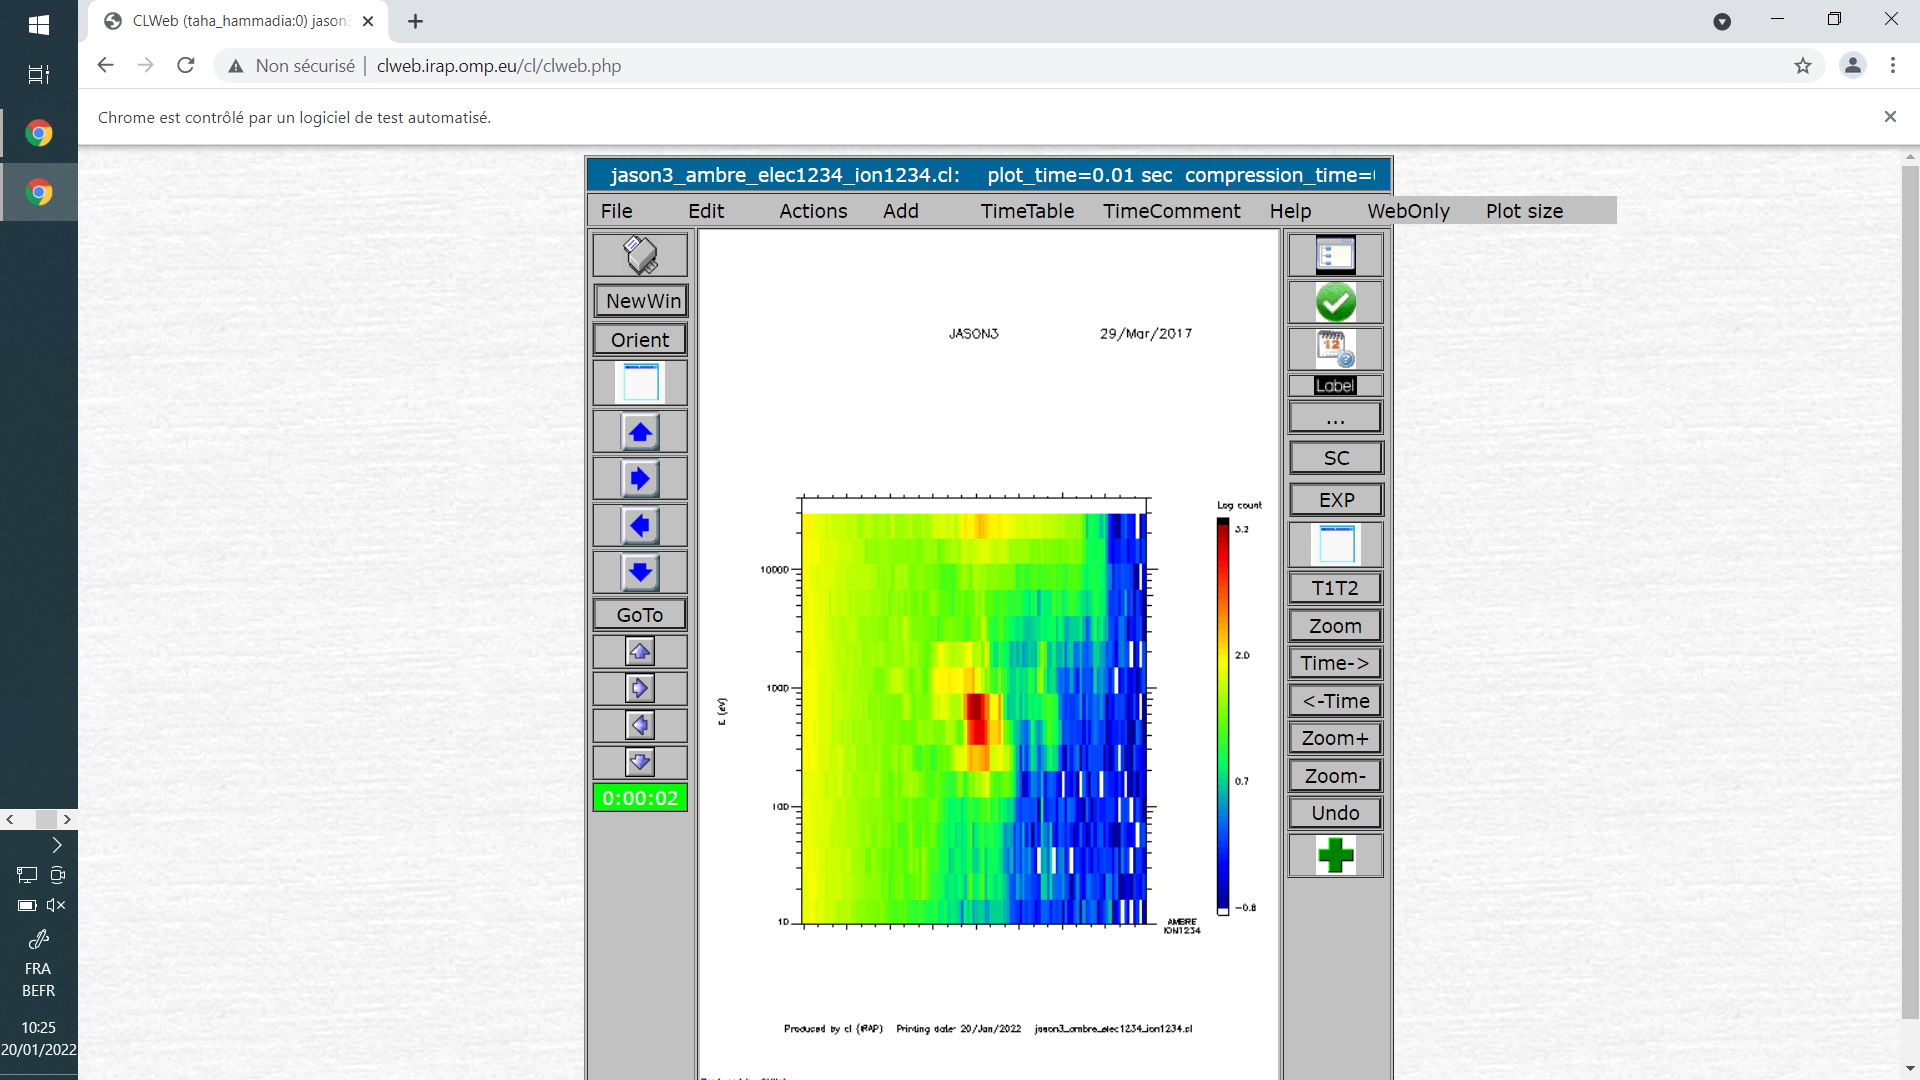 CLWeb (taha_hammadia:0) jason3
Non sécurisé | clweb.irap.omp.eu/cl/clweb.php
Chrome est contrôlé par un logiciel de test automatisé.
jason3_ambre_elec1234_ion1234.cl: plot_time=0.01 sec compression_time=
File Edit Actions Add TimeTable TimeComment Help WebOnly Plot size
NewWin
Orient
GoTo
0:00:02
JASON3 29/Mar/2017
Log count
3.2
2.0
0.7
-0.8
10000
1000
100
10
E (eV)
AMBRE
ION1234
Produced by cl (IRAP) Printing date: 20/Jan/2022 jason3_ambre_elec1234_ion1234.cl
12
Label
...
SC
EXP
T1T2
Zoom
Time->
<-Time
Zoom+
Zoom-
Undo
FRA
BEFR
10:25
20/01/2022